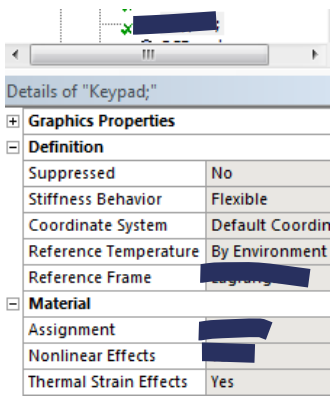 Details of "Keypad;"
Graphics Properties
Definition
Suppressed No
Stiffness Behavior Flexible
Coordinate System Default Coordin
Reference Temperature By Environment
Reference Frame
Material
Assignment
Nonlinear Effects
Thermal Strain Effects Yes